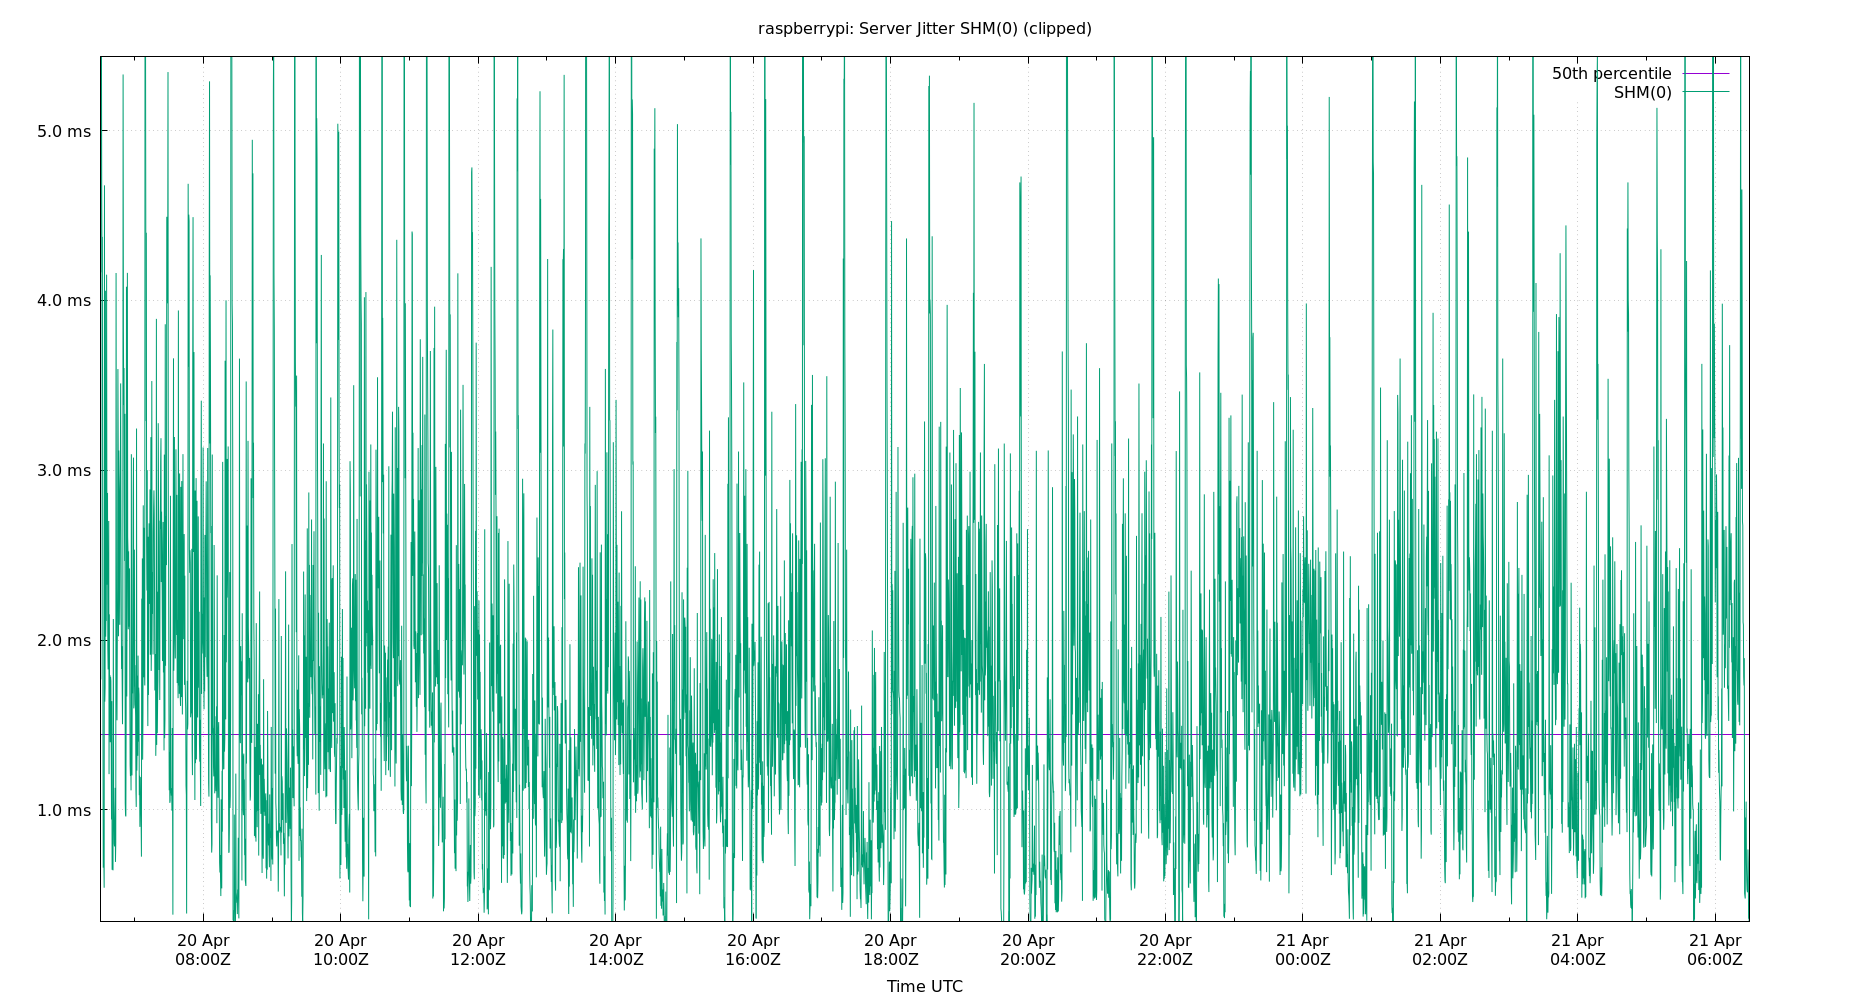 raspberrypi: Server Jitter SHM(0) (clipped)
50th percentile
SHM(0)
5.0 ms
4.0 ms
3.0 ms
2.0 ms
1.0 ms
20 Apr 20 Apr 20 Apr 20 Apr 20 Apr 20 Apr 20 Apr 20 Apr 21 Apr 21 Apr 21 Apr 21 Apr
08:00Z 10:00Z 12:00Z 14:00Z 16:00Z 18:00Z 20:00Z 22:00Z 00:00Z 02:00Z 04:00Z 06:00Z
Time UTC